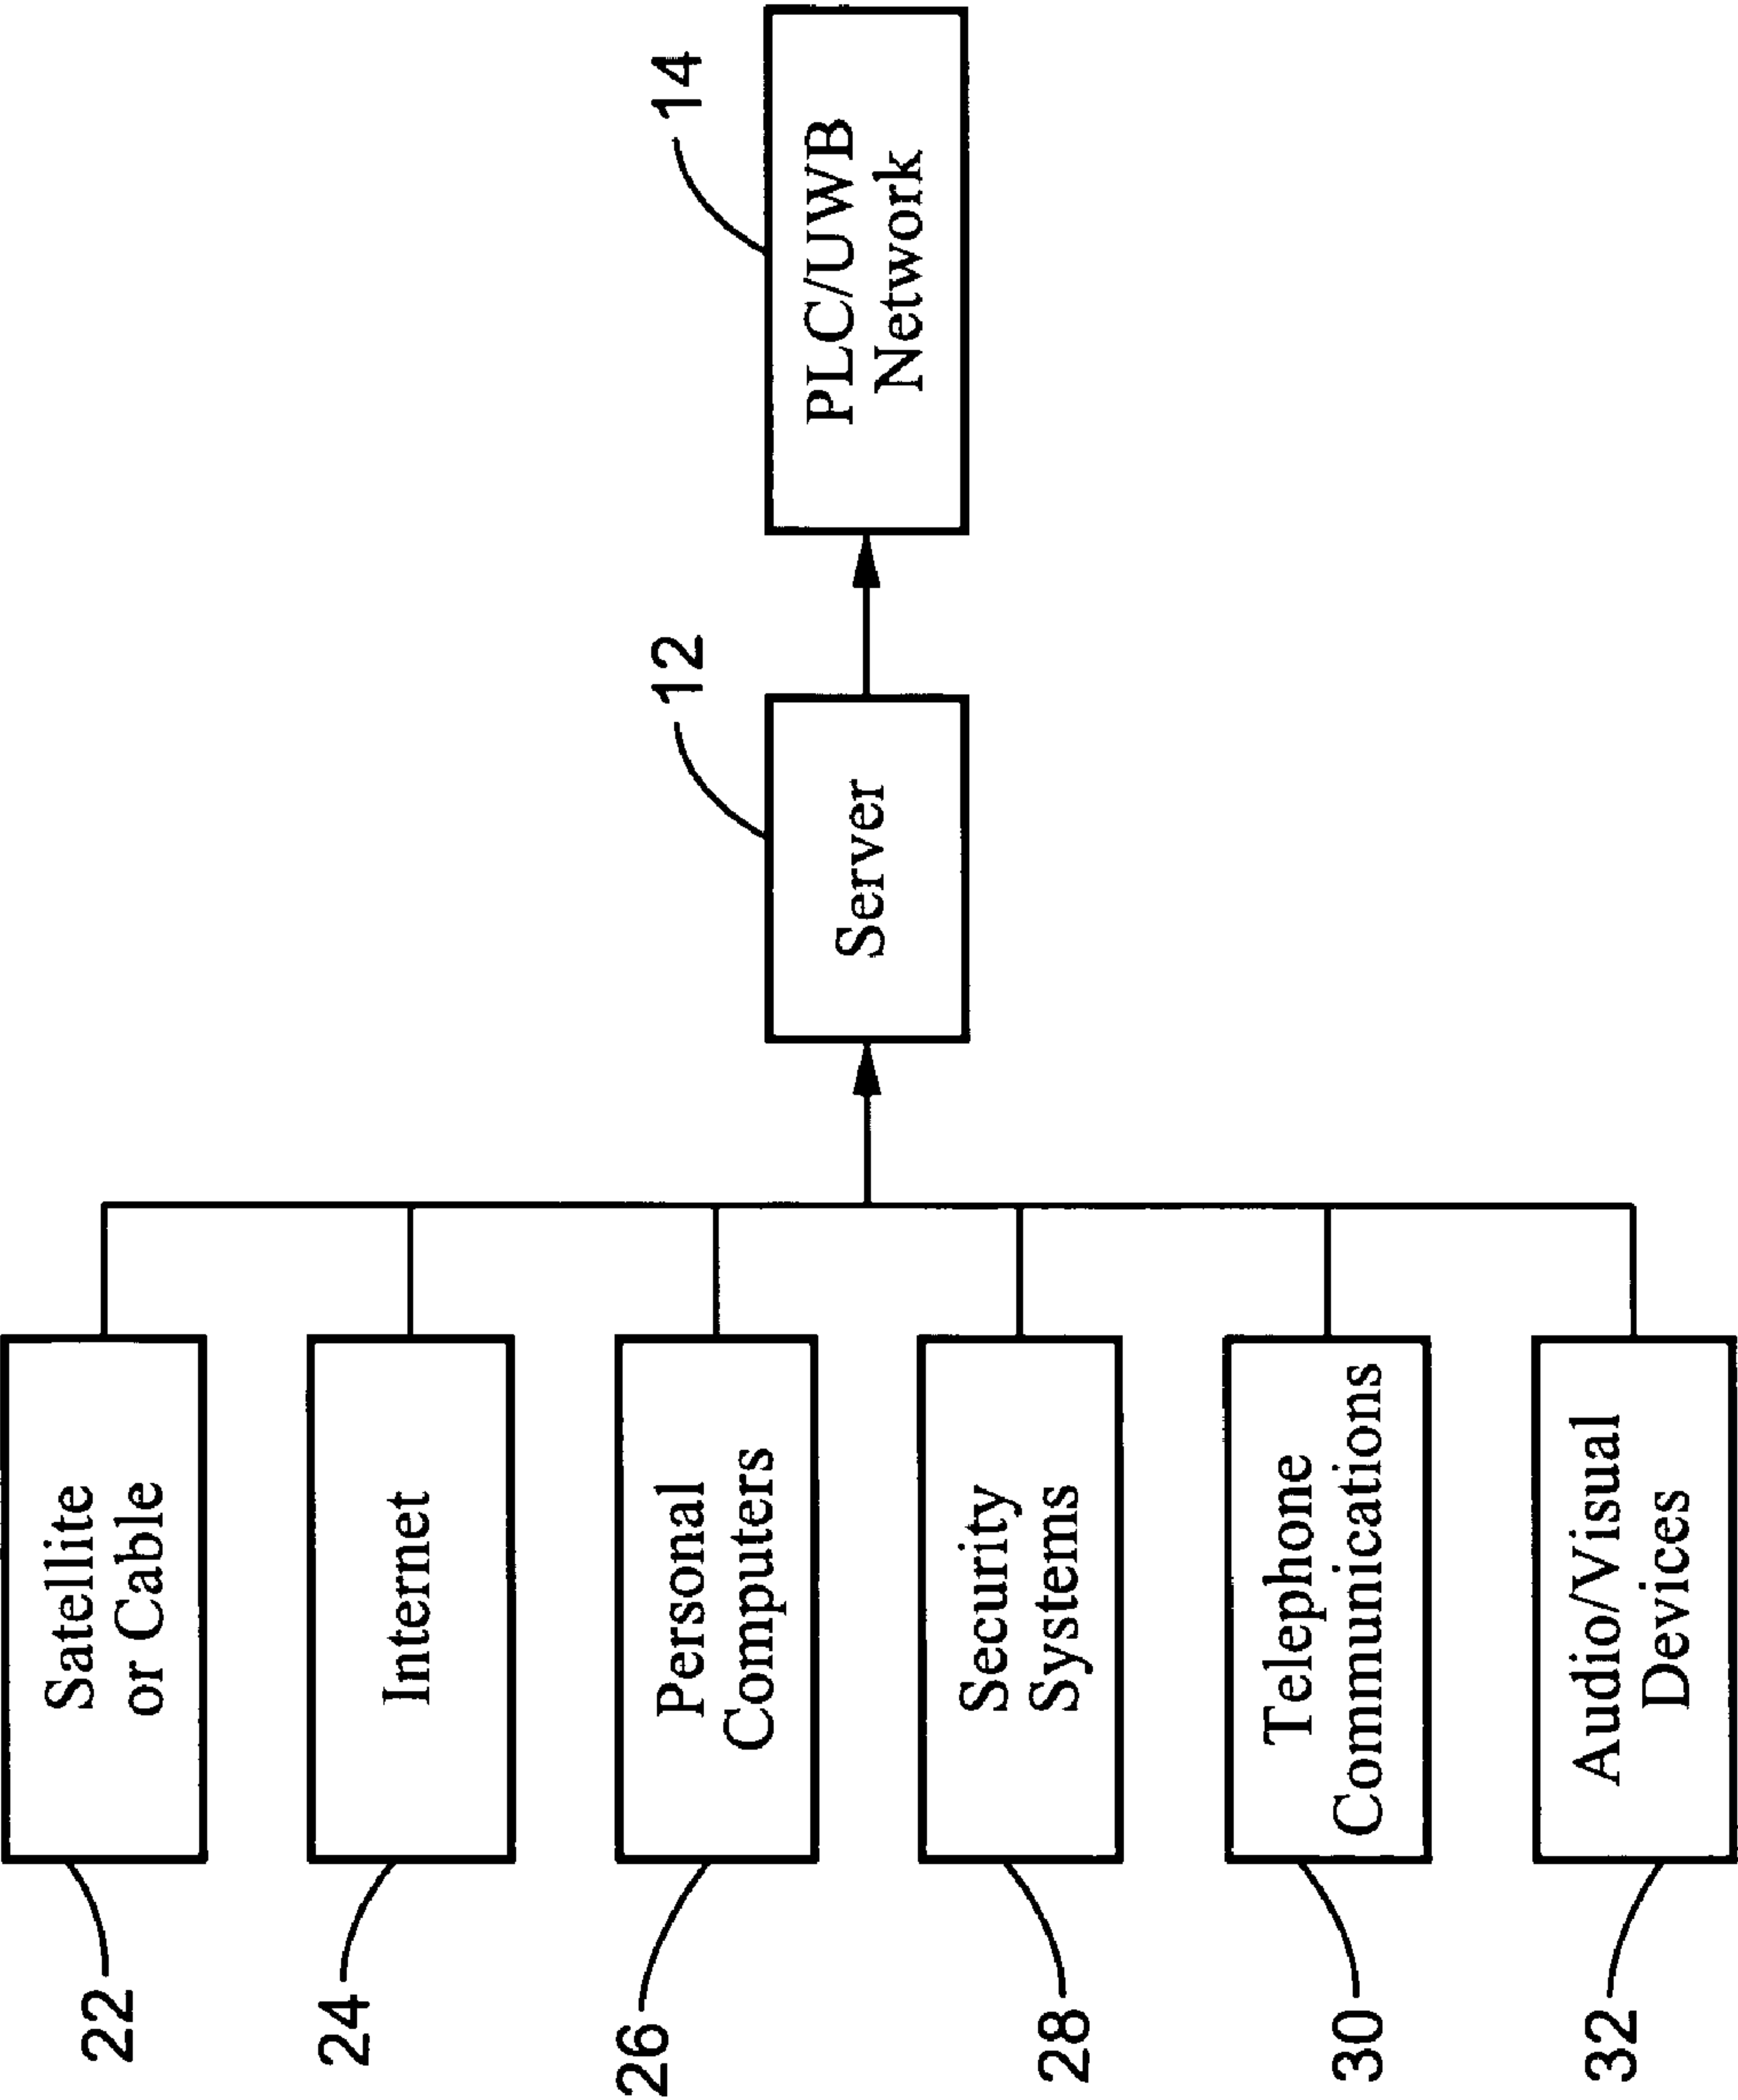 22
Satellite
or Cable
24
Internet
26
Personal
Computers
28
Security
Systems
30
Telephone
Communications
32
Audio/Visual
Devices
12
Server
14
PLC/UWB
Network